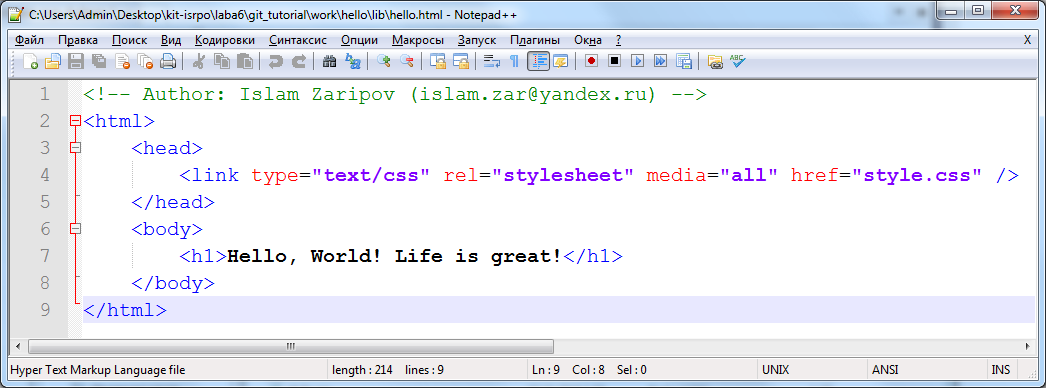 C:\Users\Admin\Desktop\kit-isrpo\laba6\git_tutorial\work\hello\lib\hello.html - Notepad++
Файл Правка Поиск Вид Кодировки Синтаксис Опции Макросы Запуск Плагины Окна ? X
1 <!-- Author: Islam Zaripov (islam.zar@yandex.ru) -->
2 <html>
3 <head>
4 <link type="text/css" rel="stylesheet" media="all" href="style.css" />
5 </head>
6 <body>
7 <h1>Hello, World! Life is great!</h1>
8 </body>
9 </html>
Hyper Text Markup Language file length : 214 lines : 9 Ln : 9 Col : 8 Sel : 0 UNIX ANSI INS